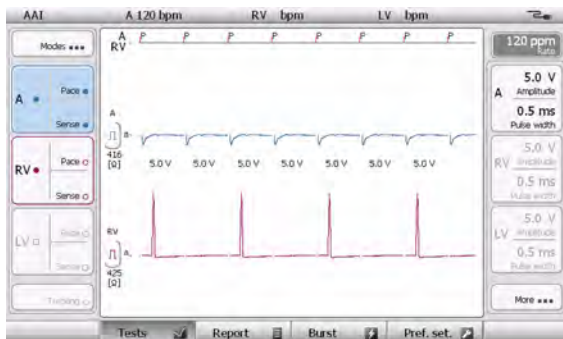 AAI A 120 bpm RV bpm LV bpm
Modes
A
RV
P P P P P P P P
120 ppm
Rate
A Pace
Sense
5.0 V
A Amplitude
0.5 ms
Pulse width
A
B
416
[Ω]
5.0 V 5.0 V 5.0 V 5.0 V 5.0 V 5.0 V 5.0 V
RV Pace
Sense
5.0 V
RV Amplitude
0.5 ms
Pulse width
LV Pace
Sense
RV
A
425
[Ω]
5.0 V
LV Amplitude
0.5 ms
Pulse width
Tracking
More
Tests Report Burst Pref. set.